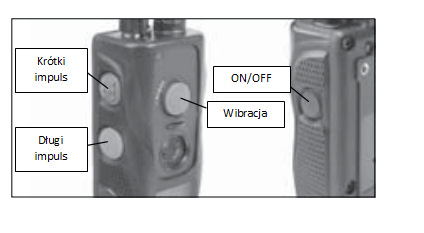 Krótki
impuls
ON/OFF
Wibracja
Długi
impuls